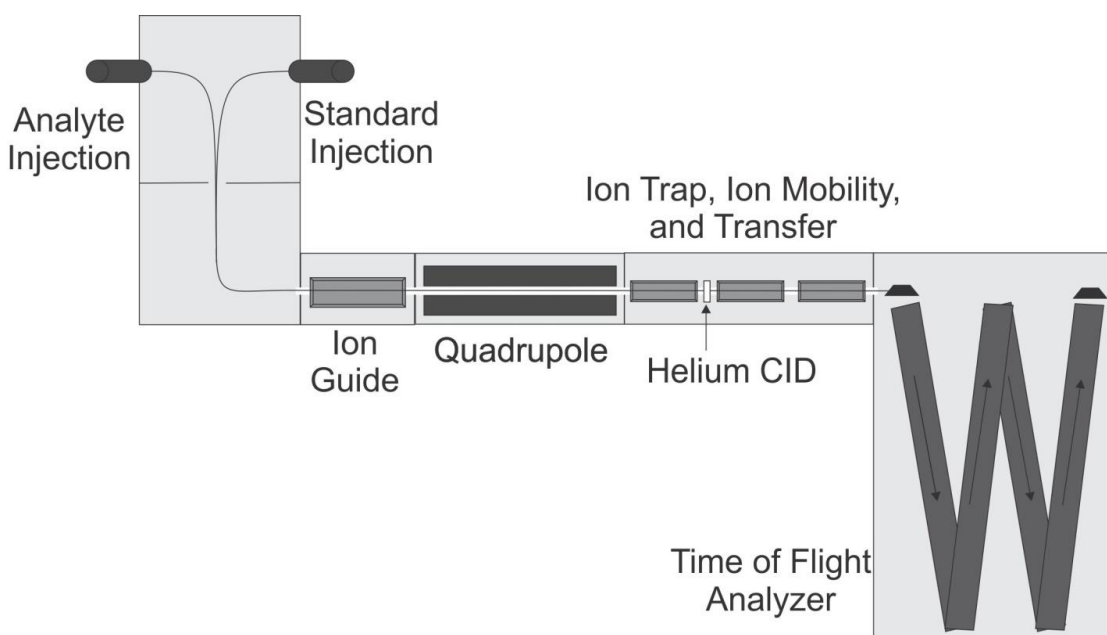 Analyte
Injection
Standard
Injection
Ion Trap, Ion Mobility,
and Transfer
Ion
Guide
Quadrupole
Helium CID
Time of Flight
Analyzer